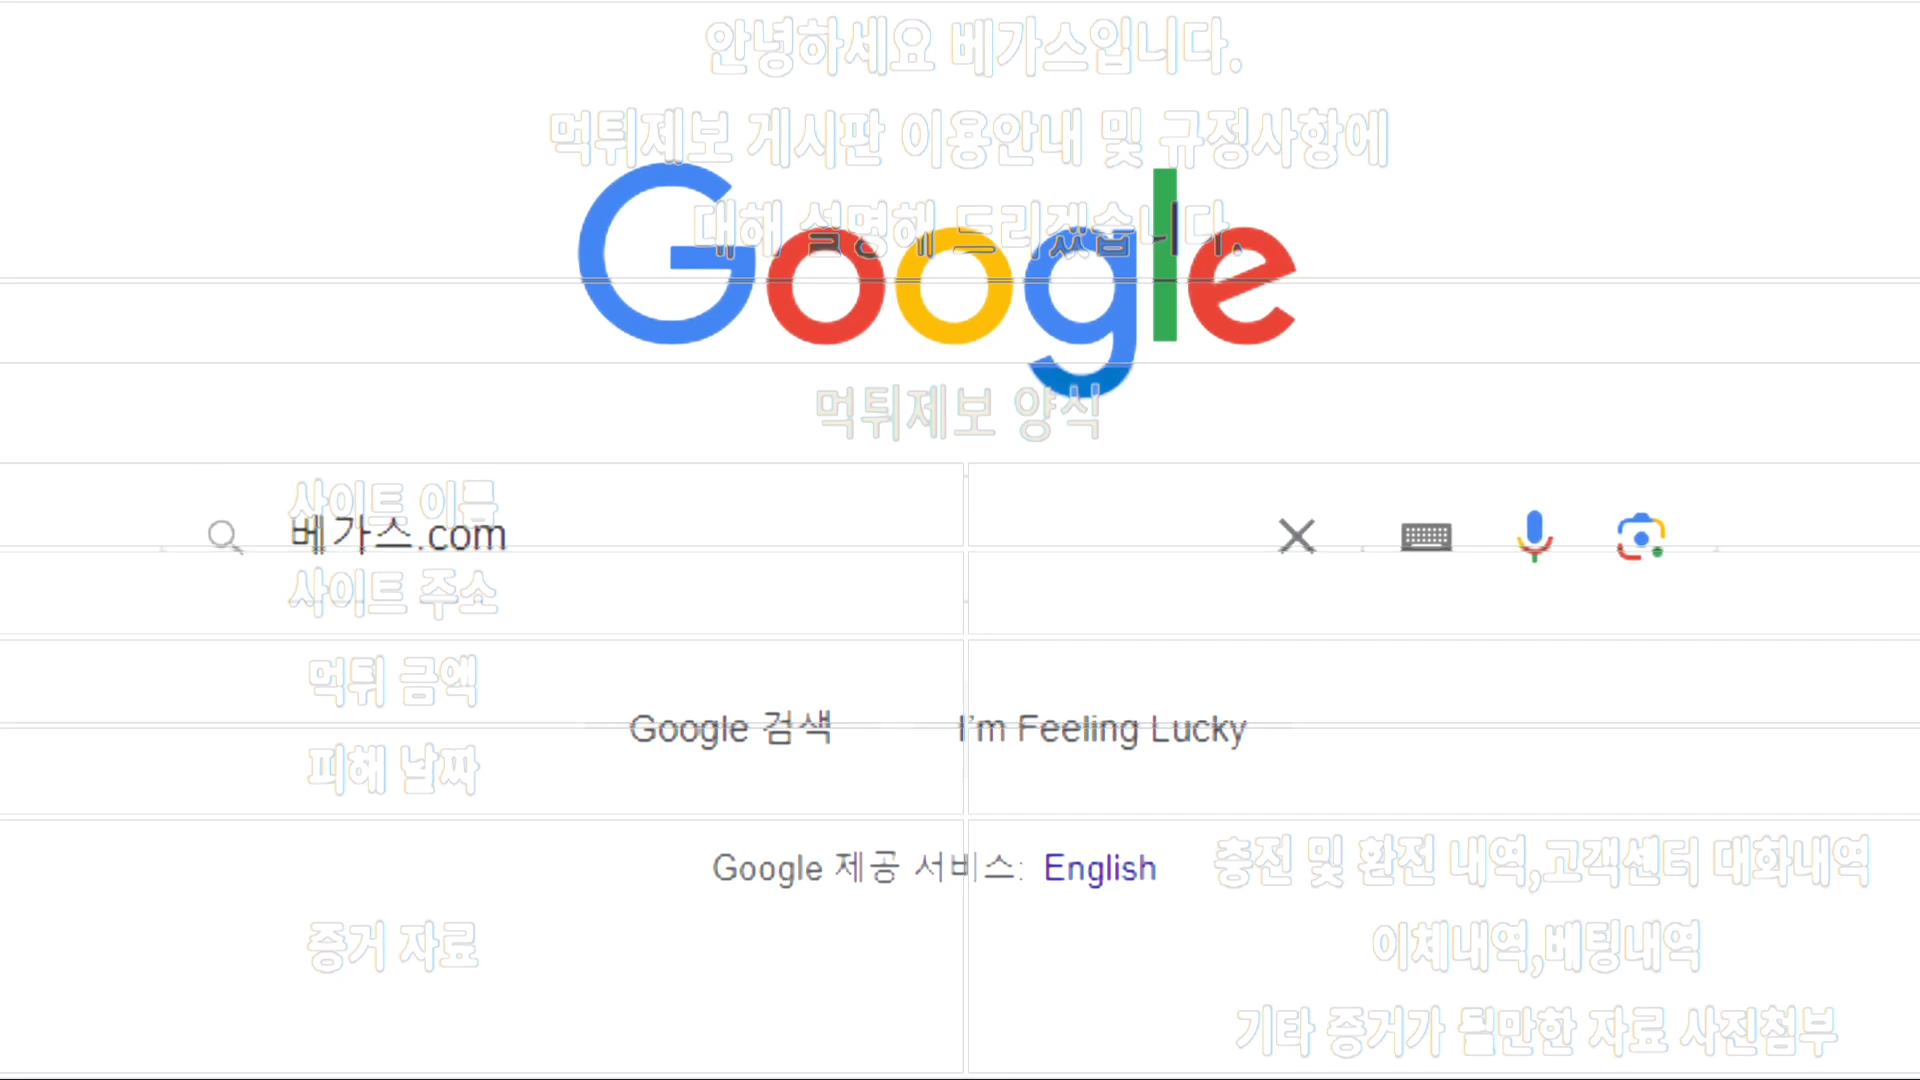 안녕하세요 베가스입니다.
먹튀제보 게시판 이용안내 및 규정사항에
대해 설명해 드리겠습니다.
Google
먹튀제보 양식
사이트 이름
베가스.com
사이트 주소
먹튀 금액
Google 검색 I'm Feeling Lucky
피해 날짜
Google 제공 서비스: English
충전 및 환전 내역,고객센터 대화내역
증거 자료
이체내역,베팅내역
기타 증거가 될만한 자료 사진첨부